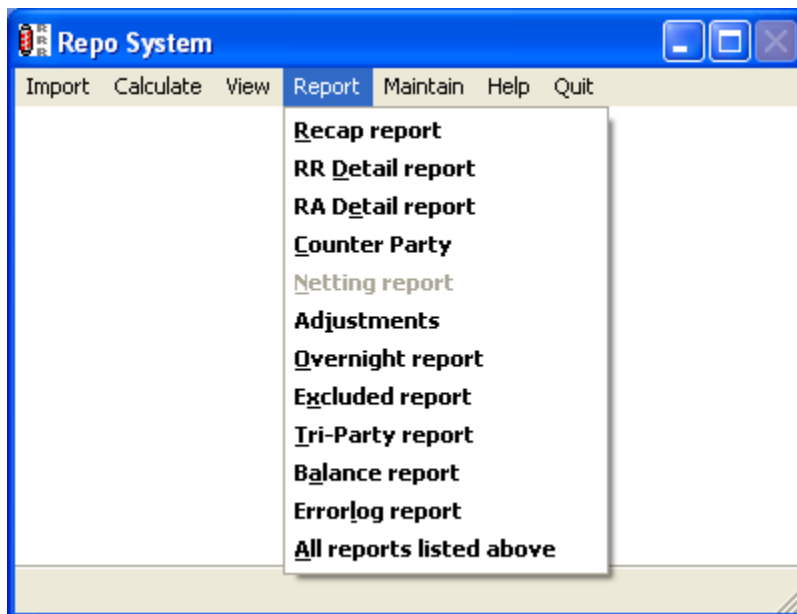 R
R
R
Repo System
Import Calculate View Report Maintain Help Quit
Recap report
RR Detail report
RA Detail report
Counter Party
Netting report
Adjustments
Overnight report
Excluded report
Tri-Party report
Balance report
Errorlog report
All reports listed above